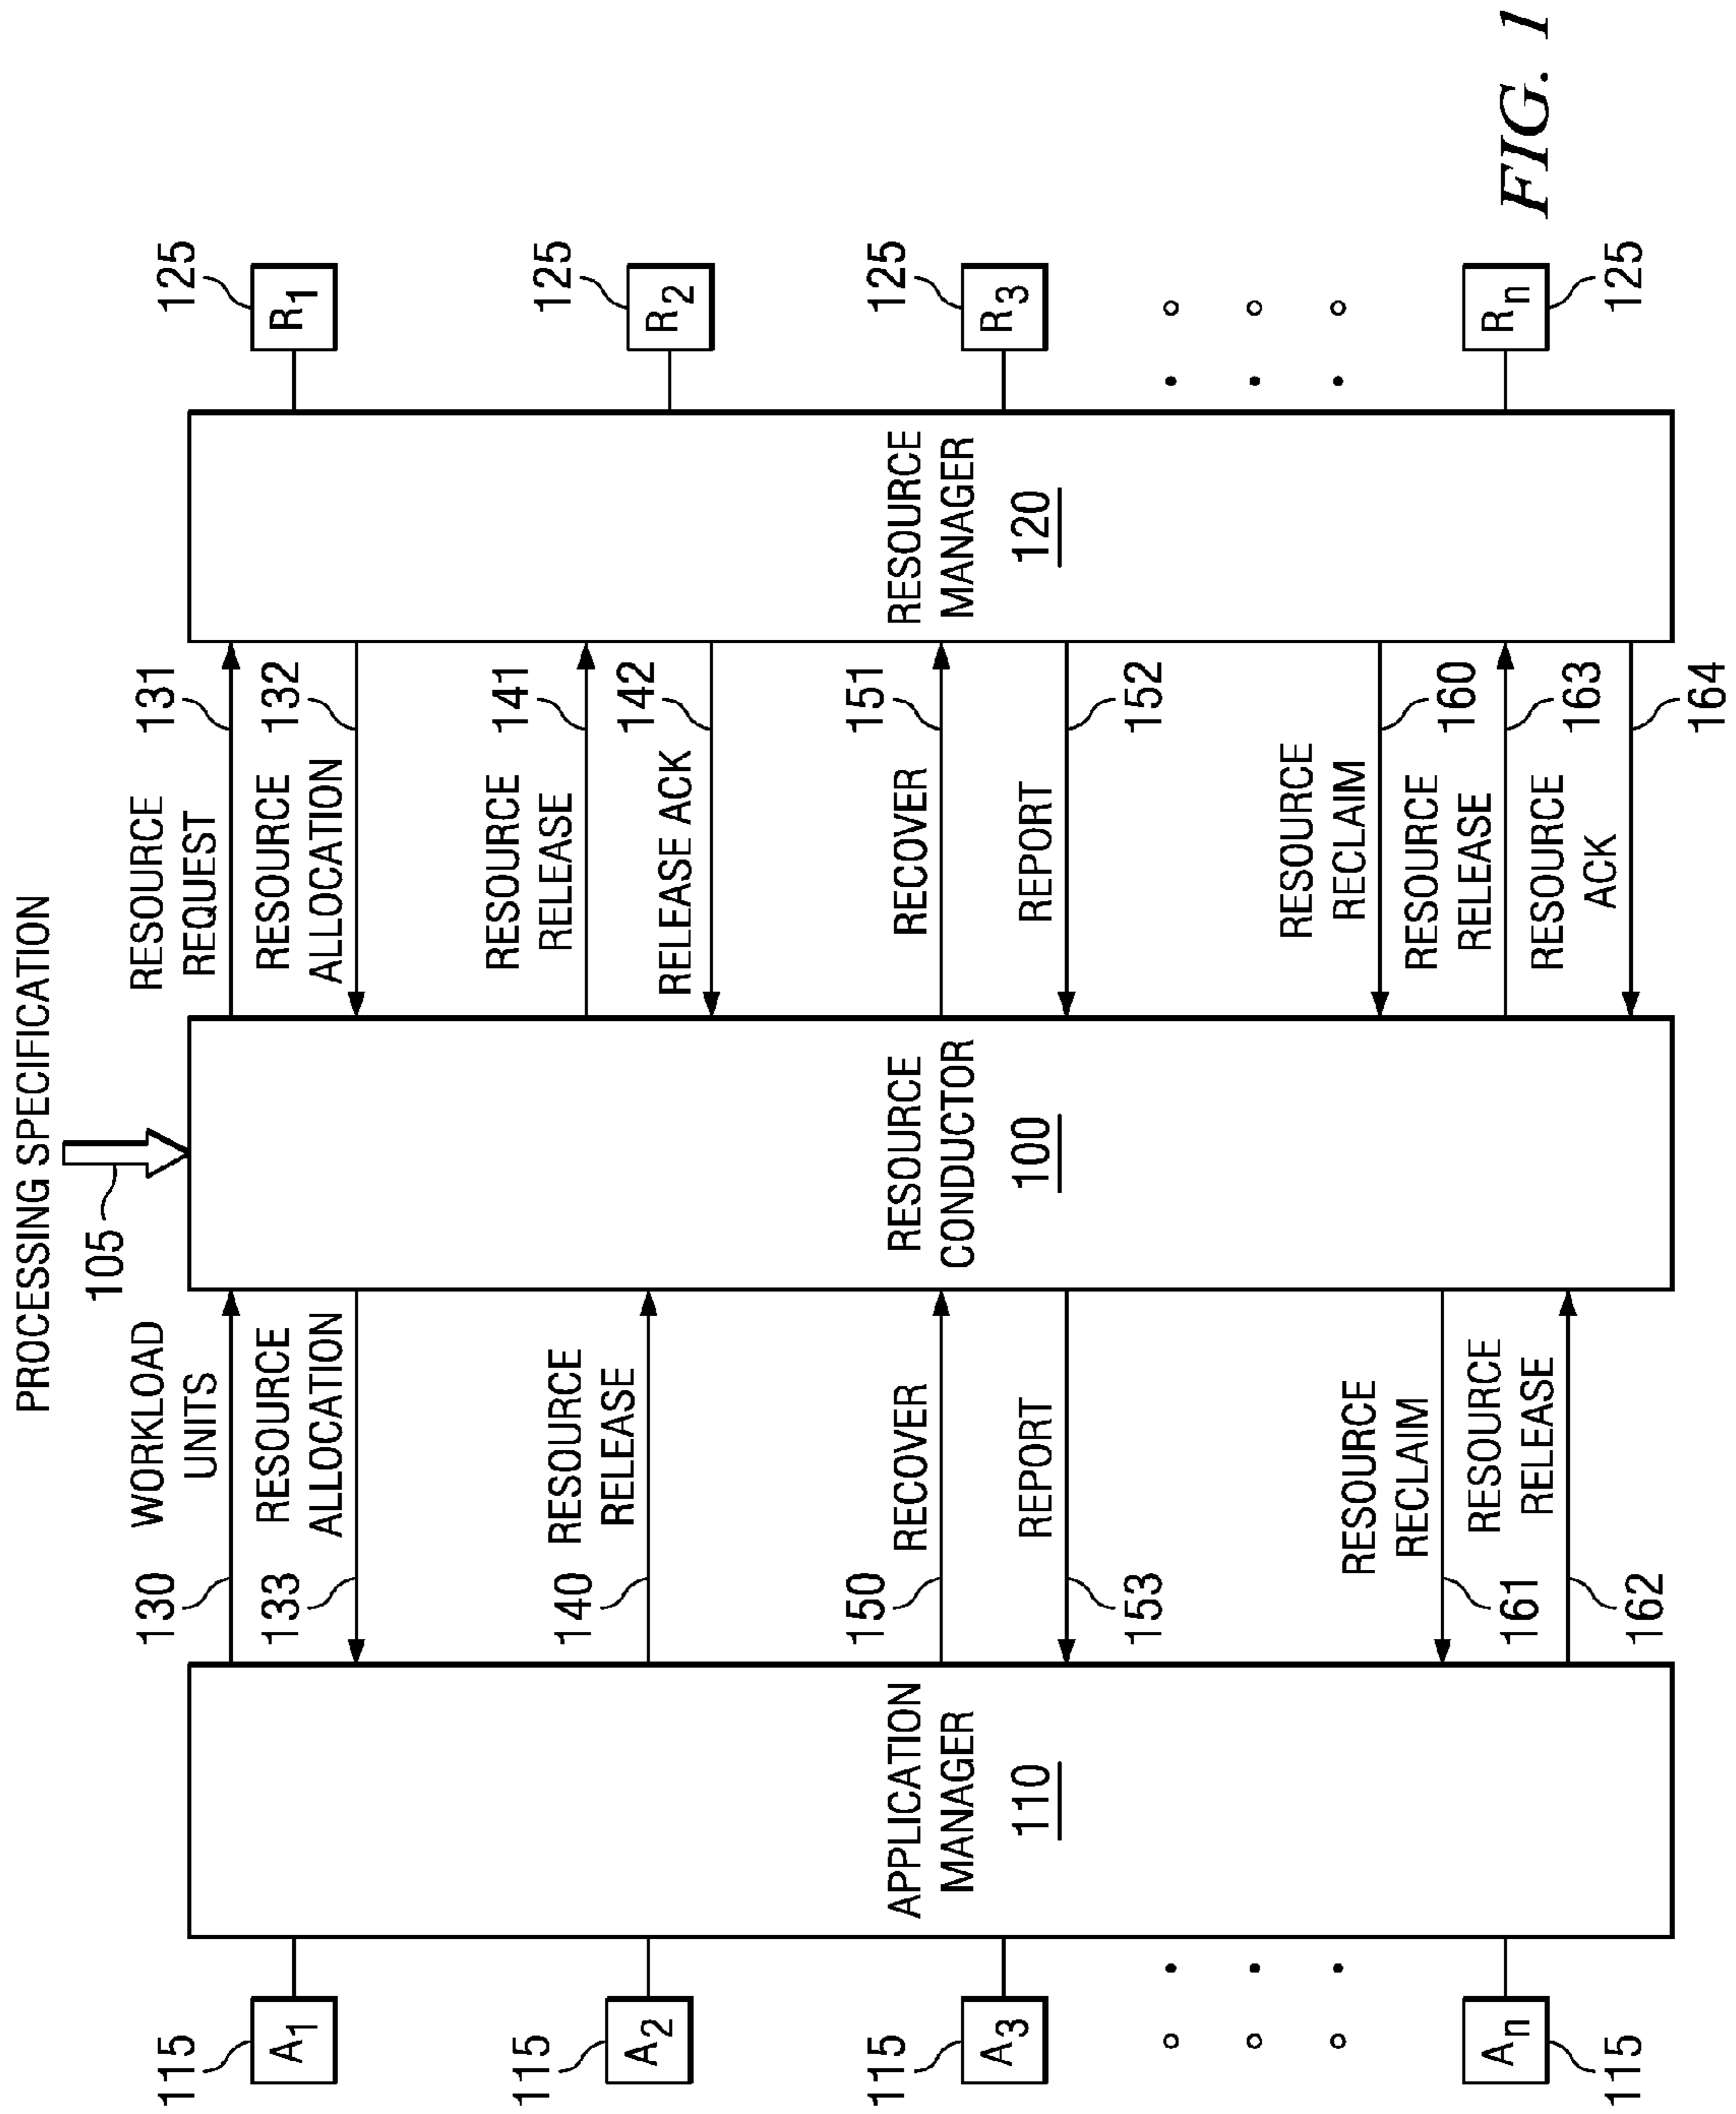 PROCESSING SPECIFICATION
105
130
WORKLOAD
UNITS
RESOURCE
REQUEST
131
133
RESOURCE
ALLOCATION
RESOURCE
ALLOCATION
132
140
RESOURCE
RELEASE
RESOURCE
RELEASE
141
RELEASE ACK
142
150
RECOVER
RECOVER
151
REPORT
153
REPORT
152
RESOURCE
RECLAIM
161
RESOURCE
RECLAIM
160
RESOURCE
RELEASE
162
RESOURCE
RELEASE
163
RESOURCE
ACK
164
APPLICATION
MANAGER
110
RESOURCE
CONDUCTOR
100
RESOURCE
MANAGER
120
115
A1
115
A2
115
A3
An
115
125
R1
125
R2
125
R3
Rn
125
FIG. 1